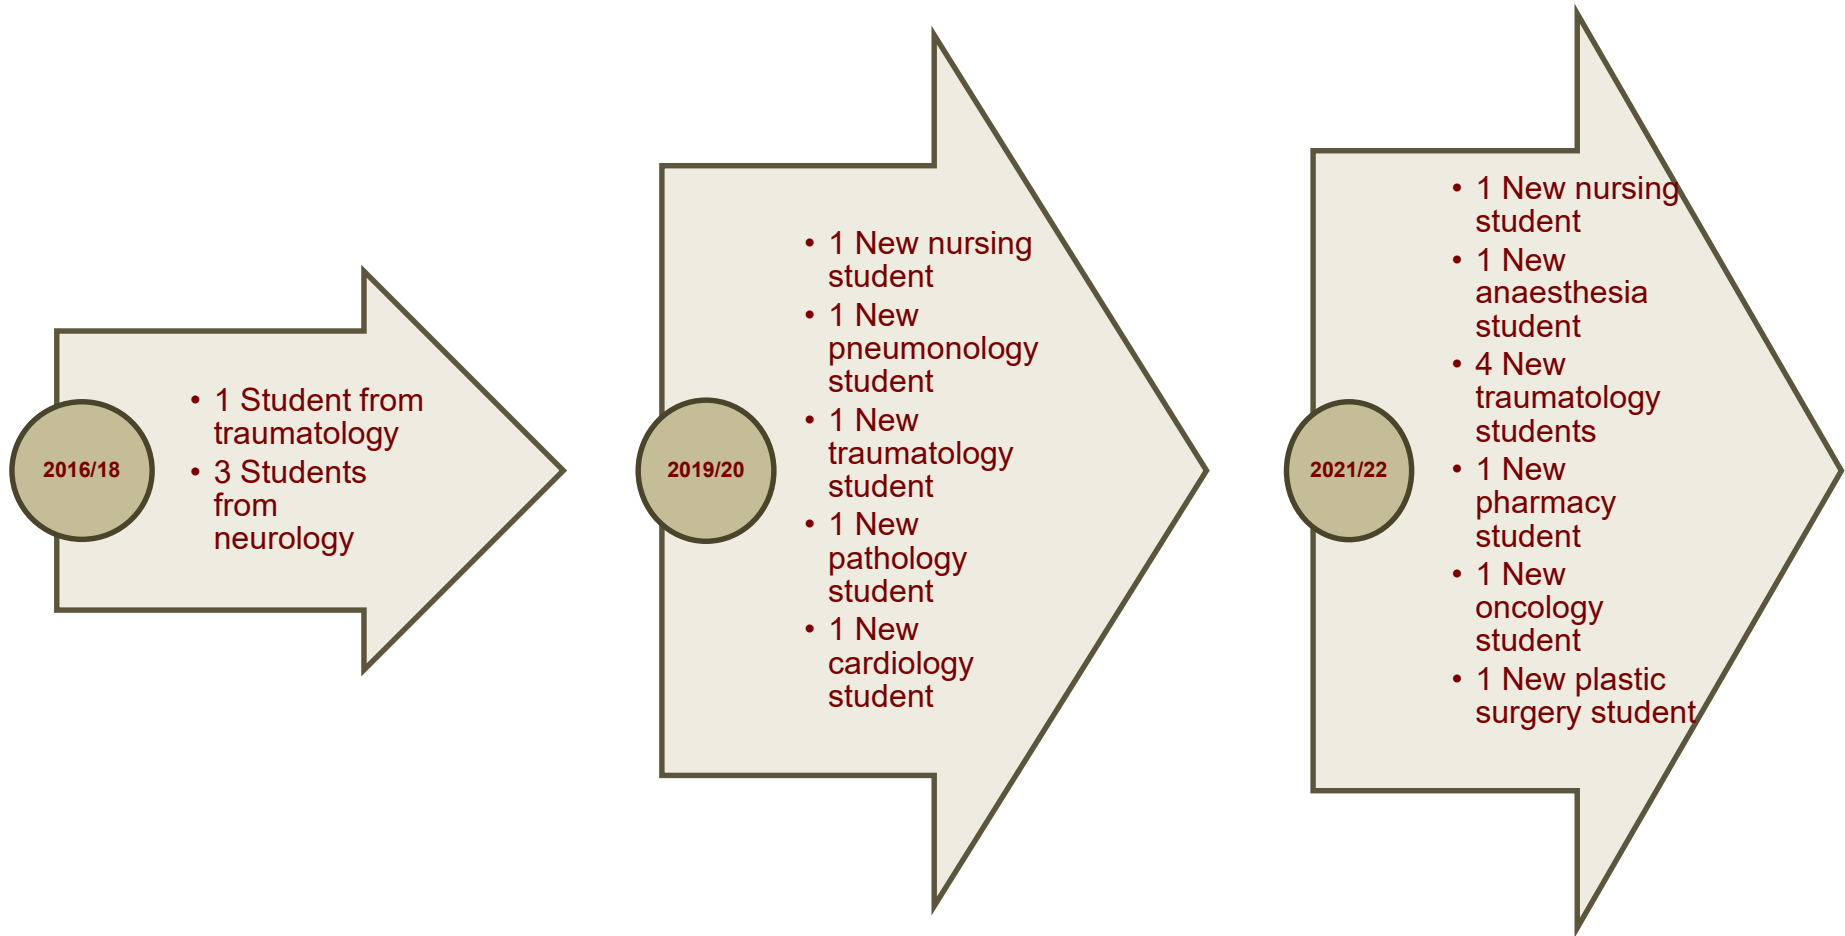 2016/18
• 1 Student from
traumatology
• 3 Students
from
neurology
2019/20
• 1 New nursing
student
• 1 New
pneumonology
student
• 1 New
traumatology
student
• 1 New
pathology
student
• 1 New
cardiology
student
2021/22
• 1 New nursing
student
• 1 New
anaesthesia
student
• 4 New
traumatology
students
• 1 New
pharmacy
student
• 1 New
oncology
student
• 1 New plastic
surgery student